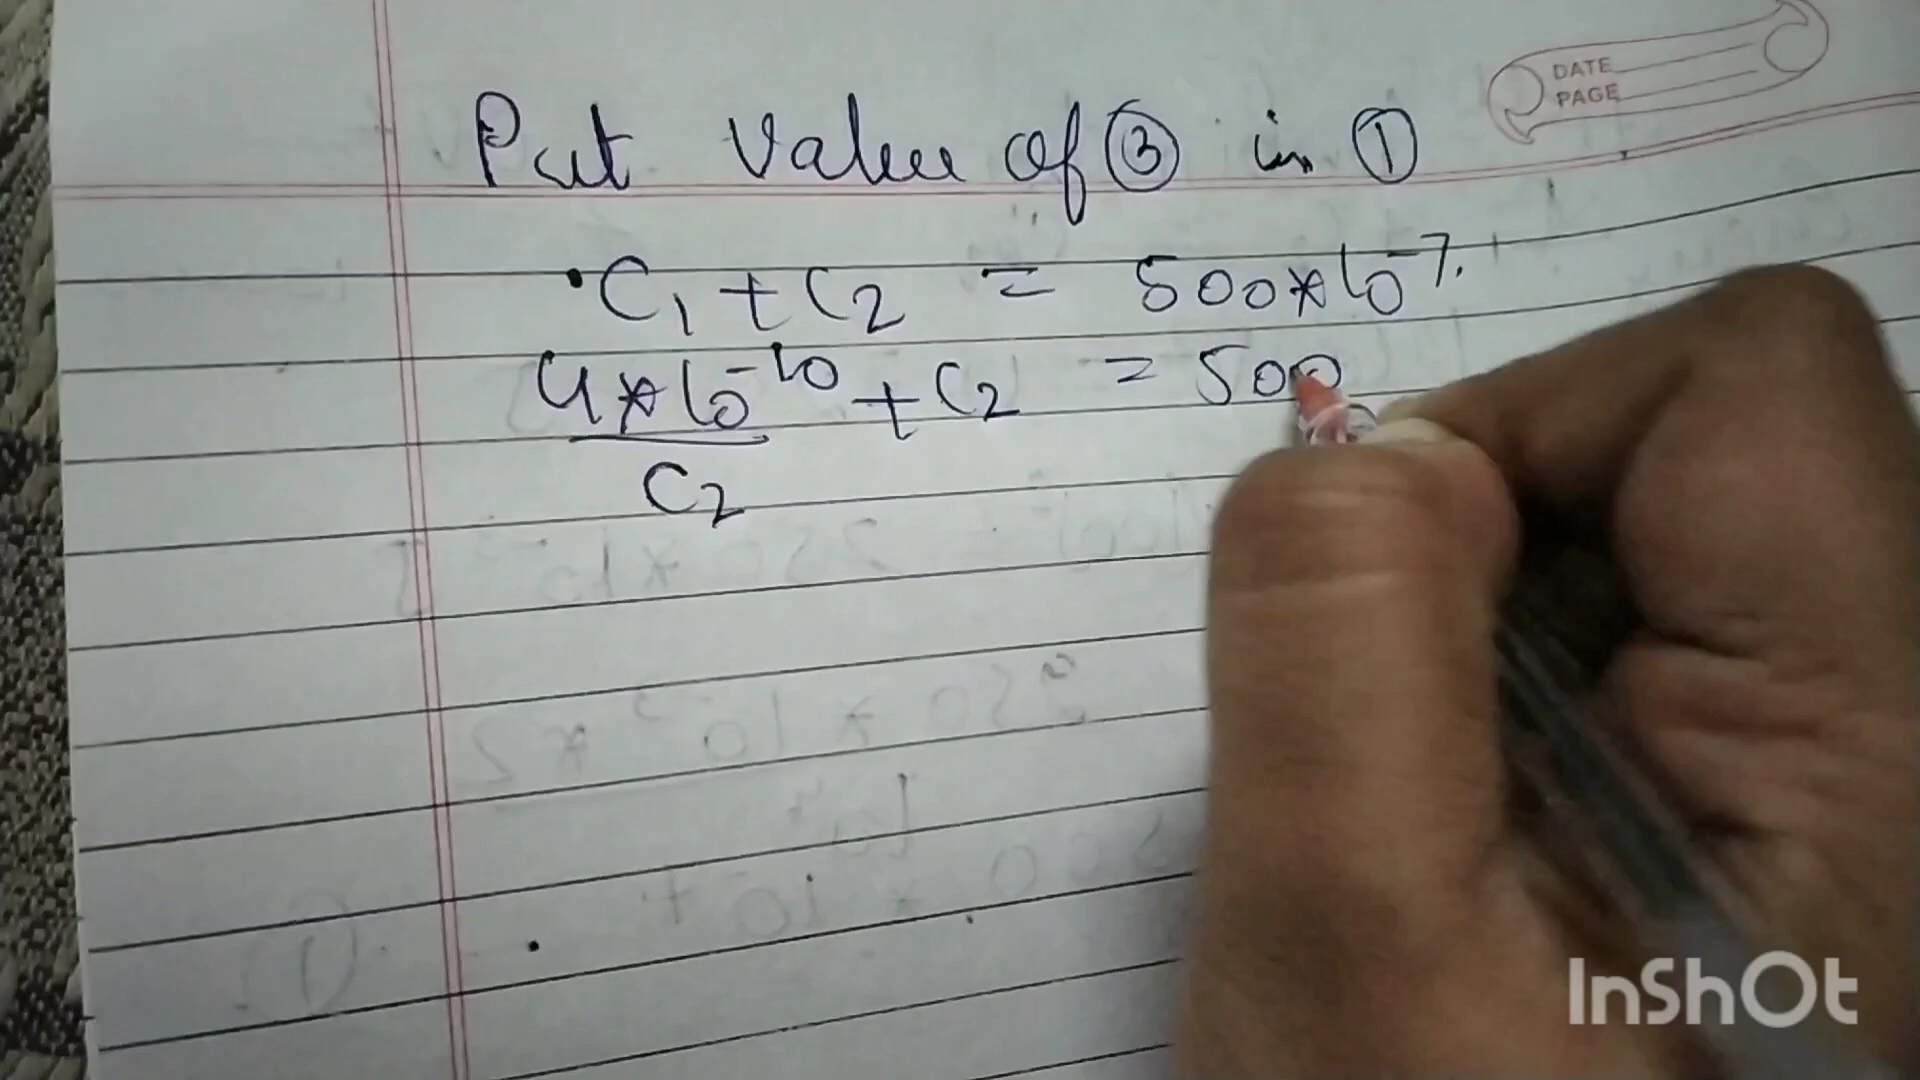 DATE
PAGE
Put Value of ③ in ①
C1 + C2 = 500*10^-7.
4*10^-10 + C2 = 500
C2
InShOt